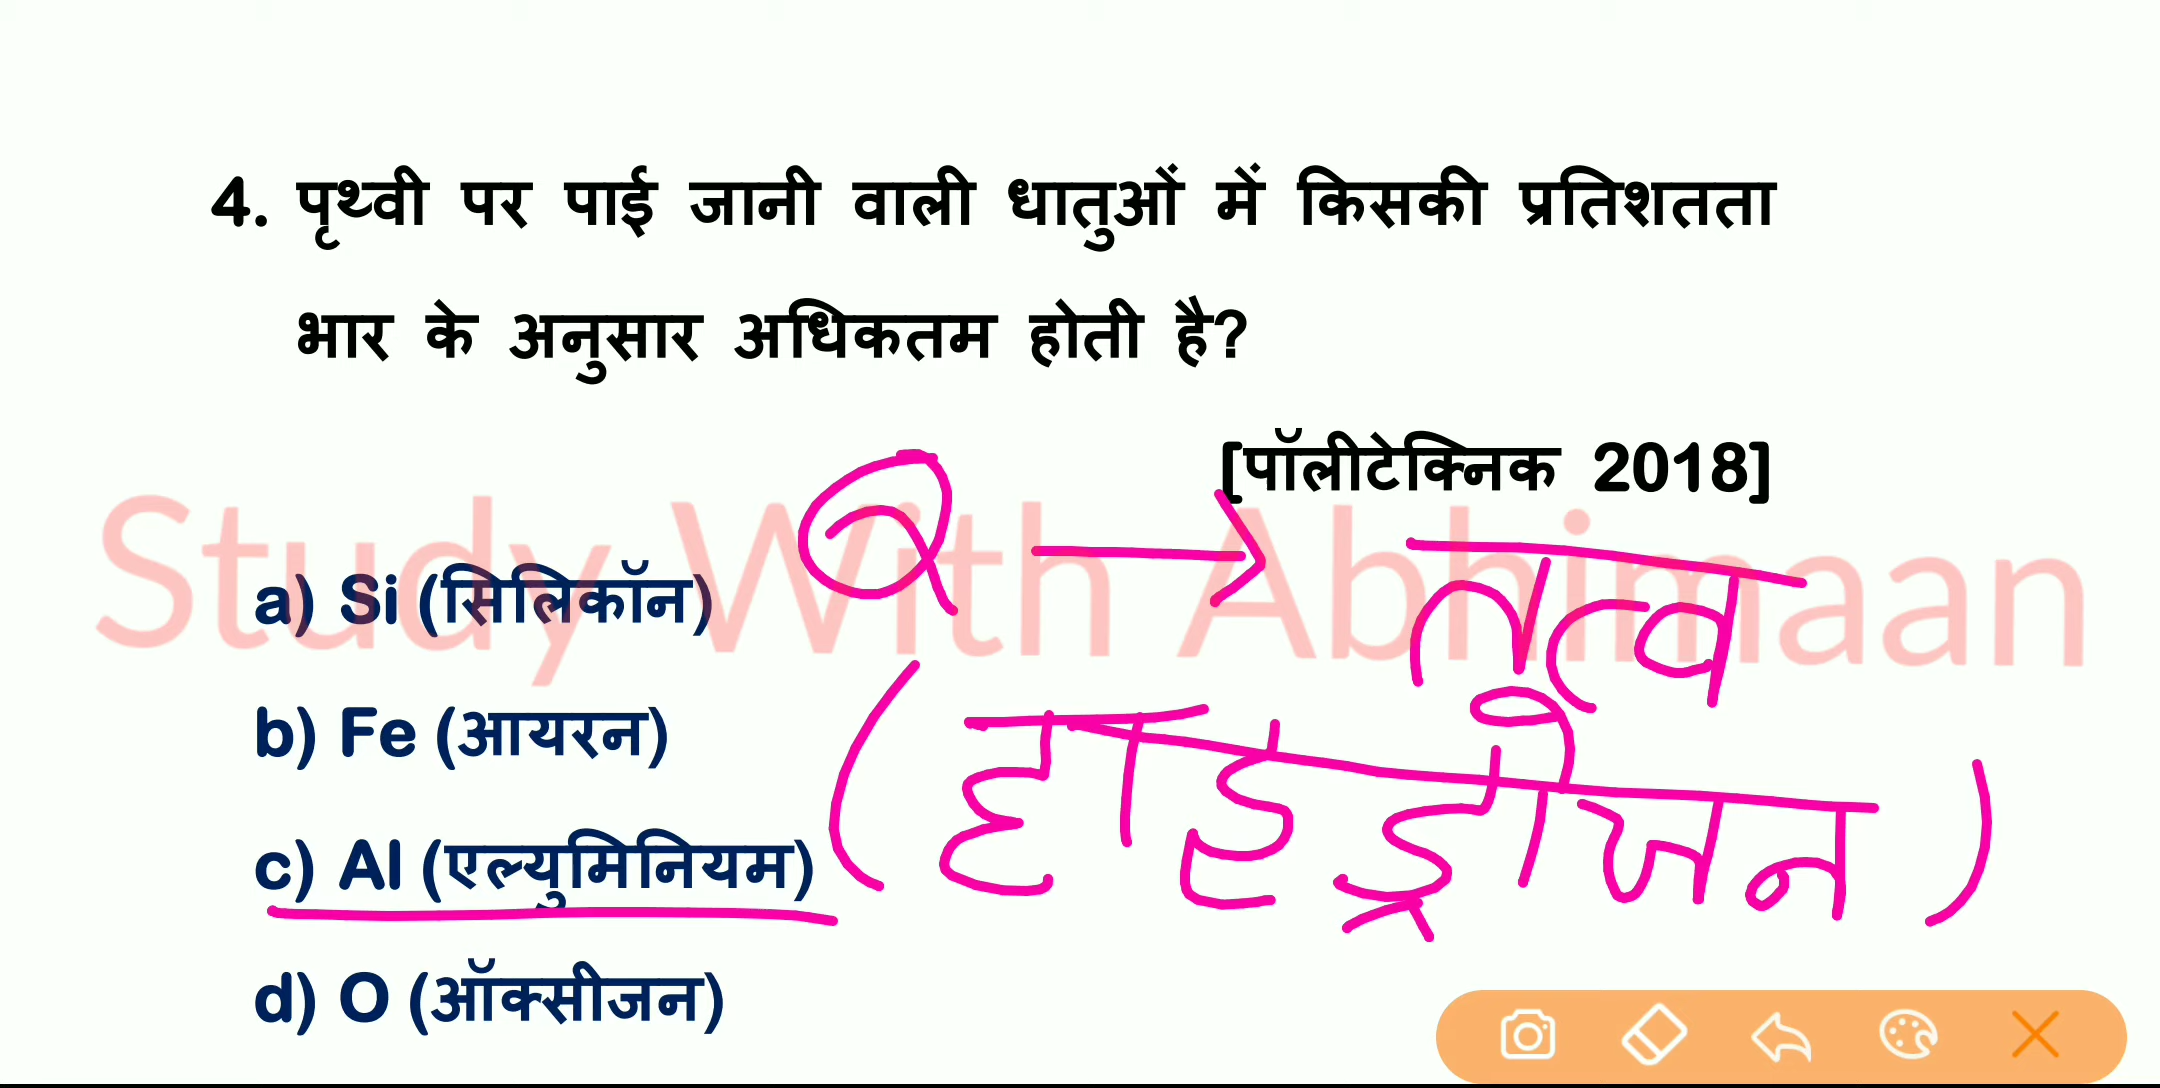 4. पृथ्वी पर पाई जानी वाली धातुओं में किसकी प्रतिशतता
भार के अनुसार अधिकतम होती है?
[पॉलीटेक्निक 2018]
Study With Abhimaan
a) Si (सिलिकॉन)
तत्व
b) Fe (आयरन)
(हाइड्रोजन)
c) Al (एल्युमिनियम)
d) O (ऑक्सीजन)